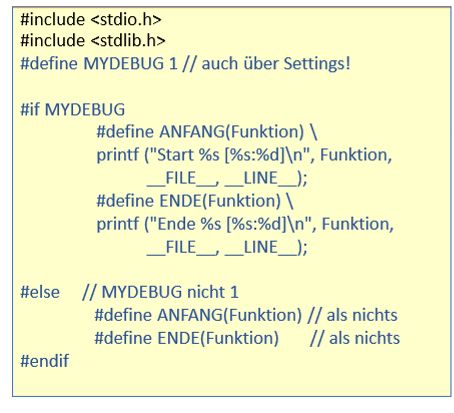 #include <stdio.h>
#include <stdlib.h>
#define MYDEBUG 1 // auch über Settings!
#if MYDEBUG
#define ANFANG(Funktion) \
printf ("Start %s [%s:%d]\n", Funktion,
__FILE__, __LINE__);
#define ENDE(Funktion) \
printf ("Ende %s [%s:%d]\n", Funktion,
__FILE__, __LINE__);
#else // MYDEBUG nicht 1
#define ANFANG(Funktion) // als nichts
#define ENDE(Funktion) // als nichts
#endif